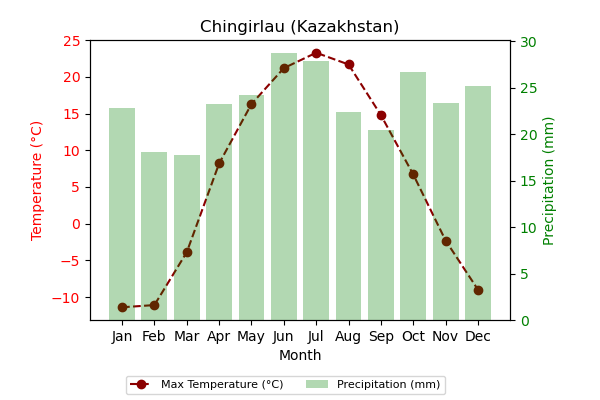 Chingirlau (Kazakhstan)
25
20
15
10
5
0
−5
−10
Temperature (°C)
30
25
20
15
10
5
0
Precipitation (mm)
Jan Feb Mar Apr May Jun Jul Aug Sep Oct Nov Dec
Month
Max Temperature (°C) Precipitation (mm)